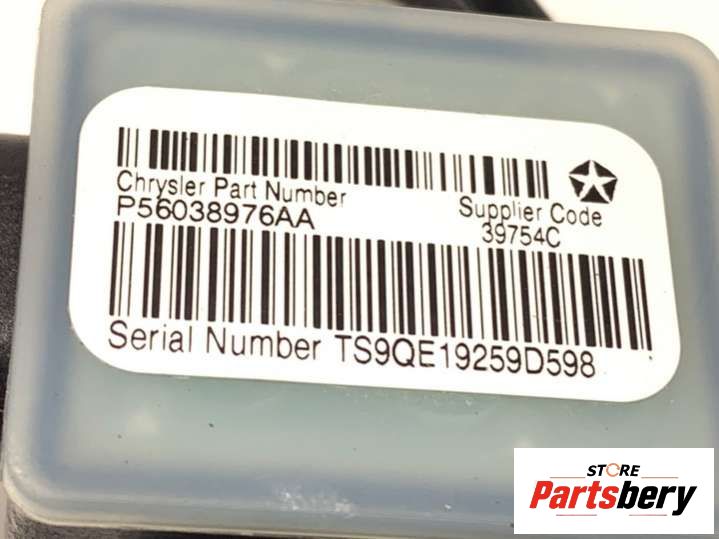 Chrysler Part Number
P56038976AA
Supplier Code
39754C
Serial Number TS9QE19259D598
STORE
Partsbery